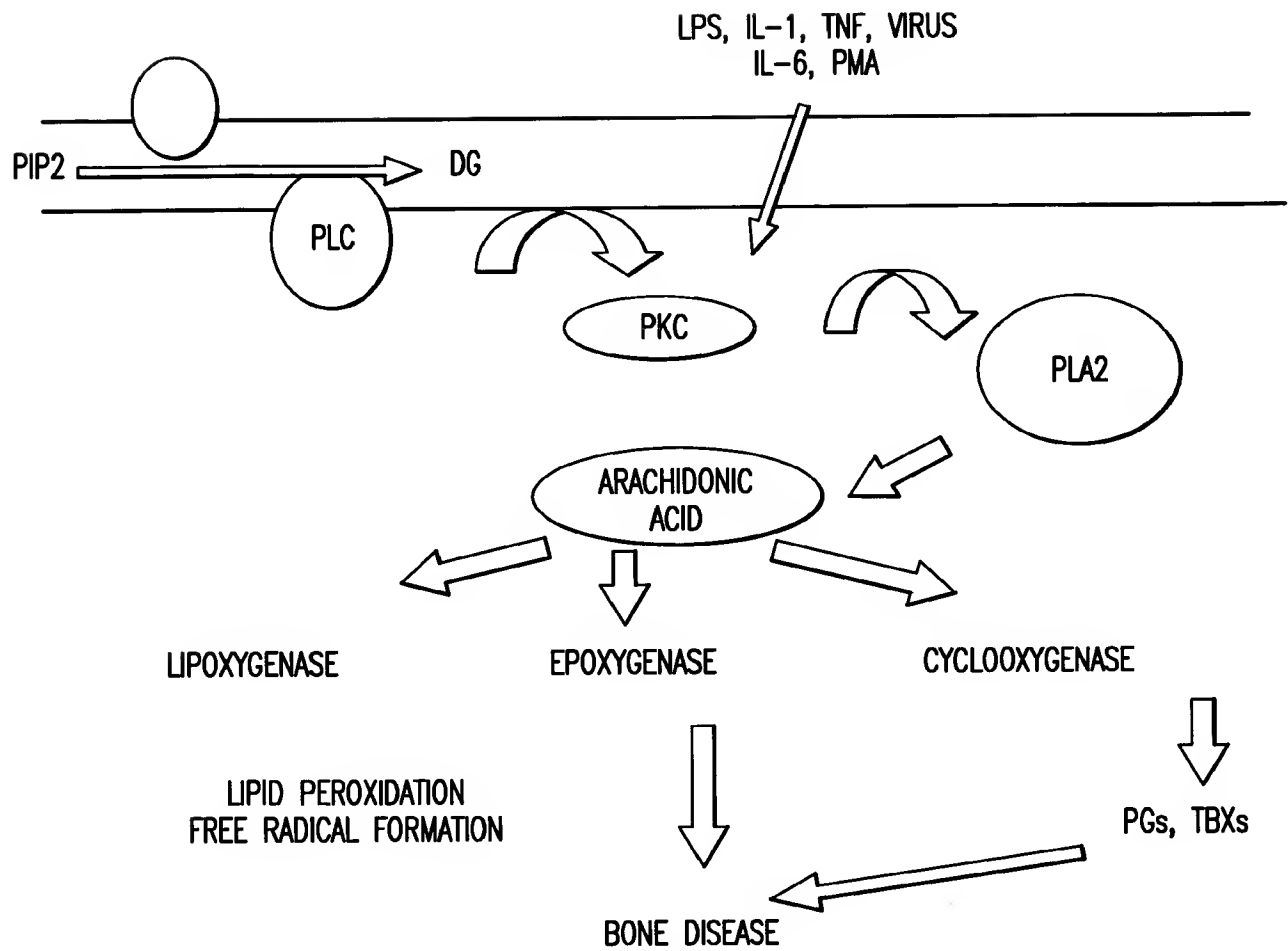 LPS, IL-1, TNF, VIRUS
IL-6, PMA
PIP2
DG
PLC
PKC
PLA2
ARACHIDONIC
ACID
LIPOXYGENASE
EPOXYGENASE
CYCLOOXYGENASE
LIPID PEROXIDATION
FREE RADICAL FORMATION
PGs, TBXs
BONE DISEASE